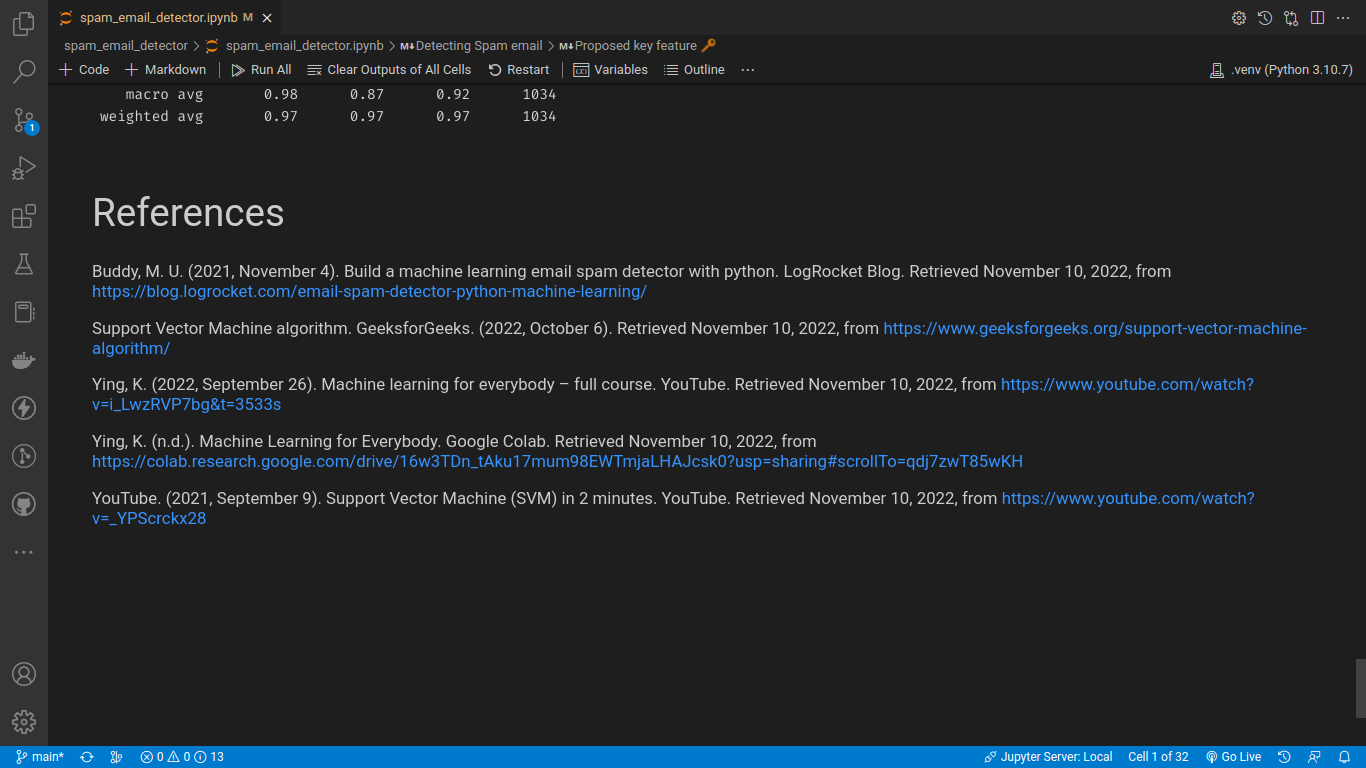 spam_email_detector.ipynb M
spam_email_detector > spam_email_detector.ipynb > M↓Detecting Spam email > M↓Proposed key feature 🔑
Code Markdown Run All Clear Outputs of All Cells Restart Variables Outline ··· .venv (Python 3.10.7)
macro avg 0.98 0.87 0.92 1034
weighted avg 0.97 0.97 0.97 1034
1
References
Buddy, M. U. (2021, November 4). Build a machine learning email spam detector with python. LogRocket Blog. Retrieved November 10, 2022, from
https://blog.logrocket.com/email-spam-detector-python-machine-learning/
Support Vector Machine algorithm. GeeksforGeeks. (2022, October 6). Retrieved November 10, 2022, from https://www.geeksforgeeks.org/support-vector-machine-
algorithm/
Ying, K. (2022, September 26). Machine learning for everybody – full course. YouTube. Retrieved November 10, 2022, from https://www.youtube.com/watch?
v=i_LwzRVP7bg&t=3533s
Ying, K. (n.d.). Machine Learning for Everybody. Google Colab. Retrieved November 10, 2022, from
https://colab.research.google.com/drive/16w3TDn_tAku17mum98EWTmjaLHAJcsk0?usp=sharing#scrollTo=qdj7zwT85wKH
YouTube. (2021, September 9). Support Vector Machine (SVM) in 2 minutes. YouTube. Retrieved November 10, 2022, from https://www.youtube.com/watch?
v=_YPScrckx28
main* 0 0 13 Jupyter Server: Local Cell 1 of 32 Go Live